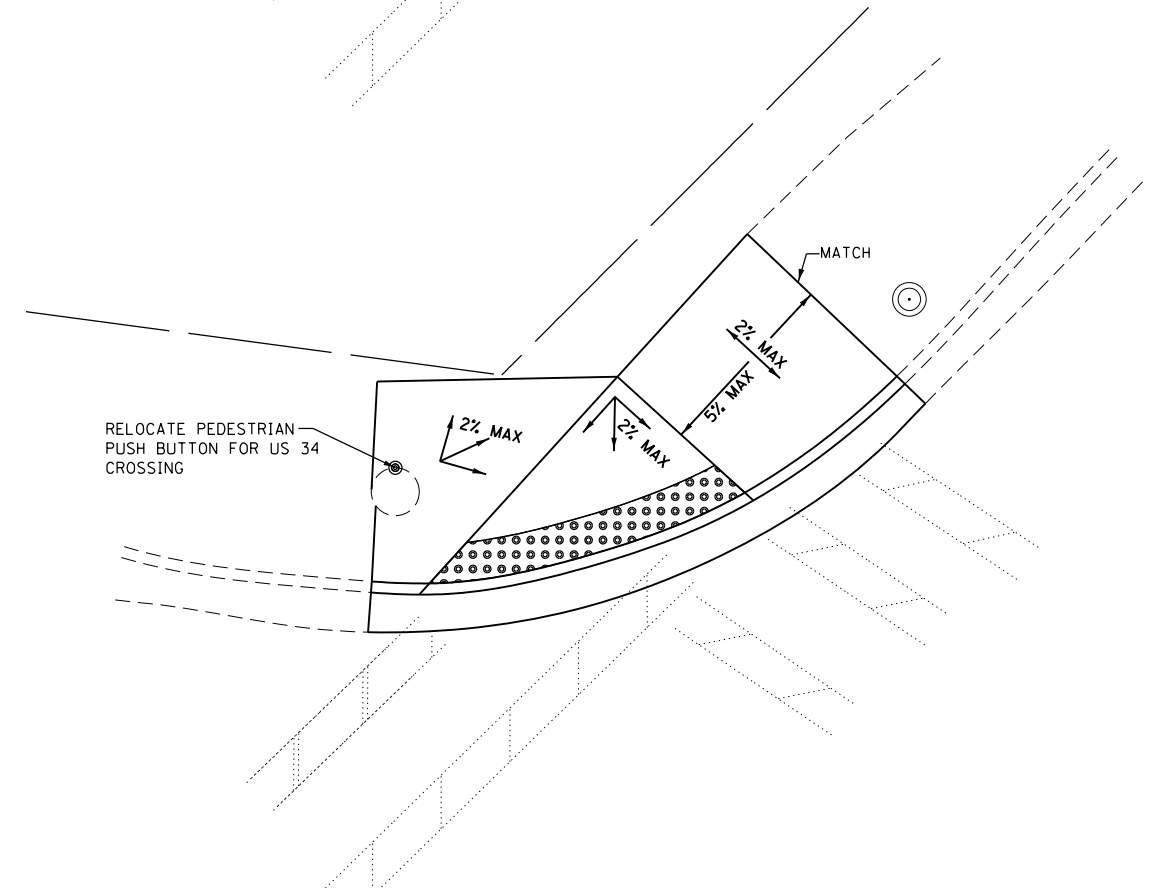 MATCH
2% MAX
5% MAX
RELOCATE PEDESTRIAN
PUSH BUTTON FOR US 34
CROSSING
2% MAX
2% MAX